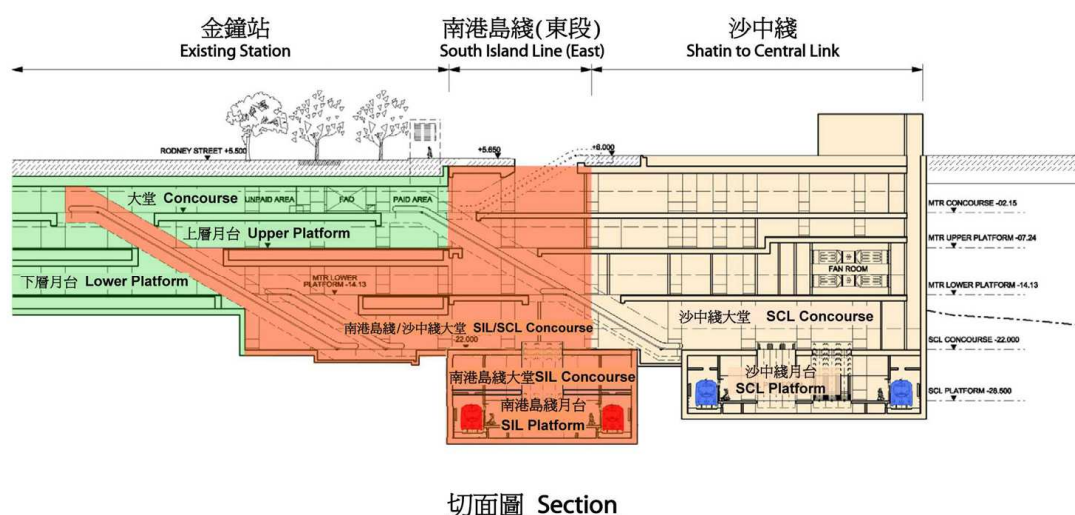 金鐘站
Existing Station
南港島綫(東段)
South Island Line (East)
沙中綫
Shatin to Central Link
RODNEY STREET +5.500
+5.650
+6.000
大堂 Concourse
UNPAID AREA
PAID AREA
上層月台 Upper Platform
下層月台 Lower Platform
MTR LOWER
PLATFORM -14.13
FAN ROOM
MTR CONCOURSE -02.15
MTR UPPER PLATFORM -07.24
MTR LOWER PLATFORM -14.13
南港島綫/沙中綫大堂 SIL/SCL Concourse
-22.000
沙中綫大堂 SCL Concourse
SCL CONCOURSE -22.000
南港島綫大堂SIL Concourse
南港島綫月台
SIL Platform
沙中綫月台
SCL Platform
SCL PLATFORM -28.500
切面圖 Section